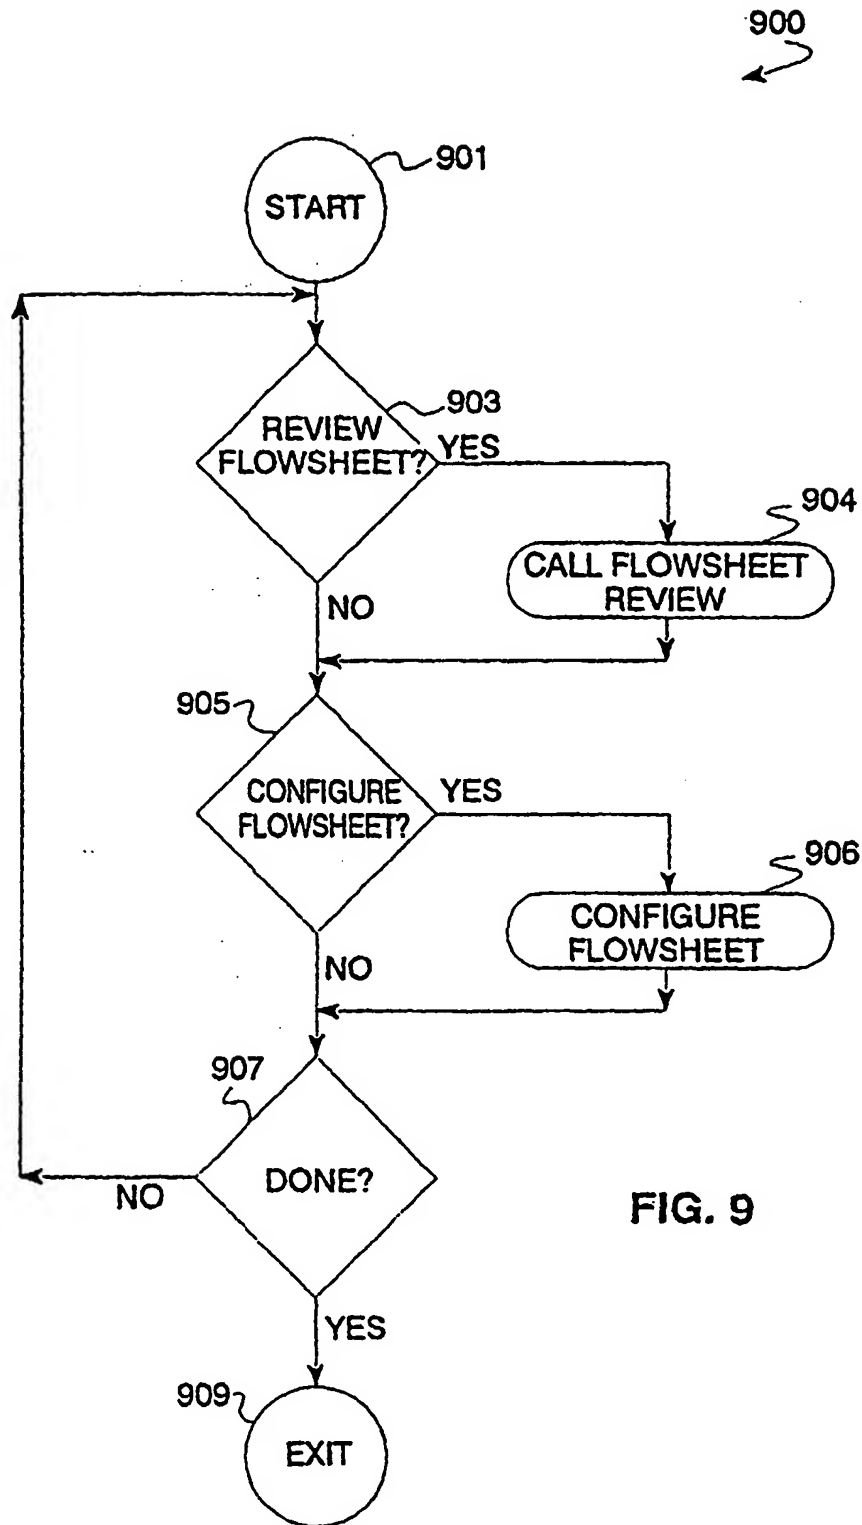 900
901
START
903
REVIEW
FLOWSHEET?
YES
904
CALL FLOWSHEET
REVIEW
NO
905
CONFIGURE
FLOWSHEET?
YES
906
CONFIGURE
FLOWSHEET
NO
907
DONE?
NO
FIG. 9
YES
909
EXIT